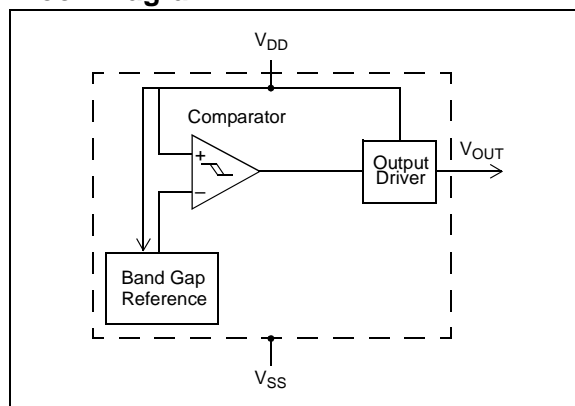 V_DD
Comparator
+
–
Output
Driver
V_OUT
Band Gap
Reference
V_SS